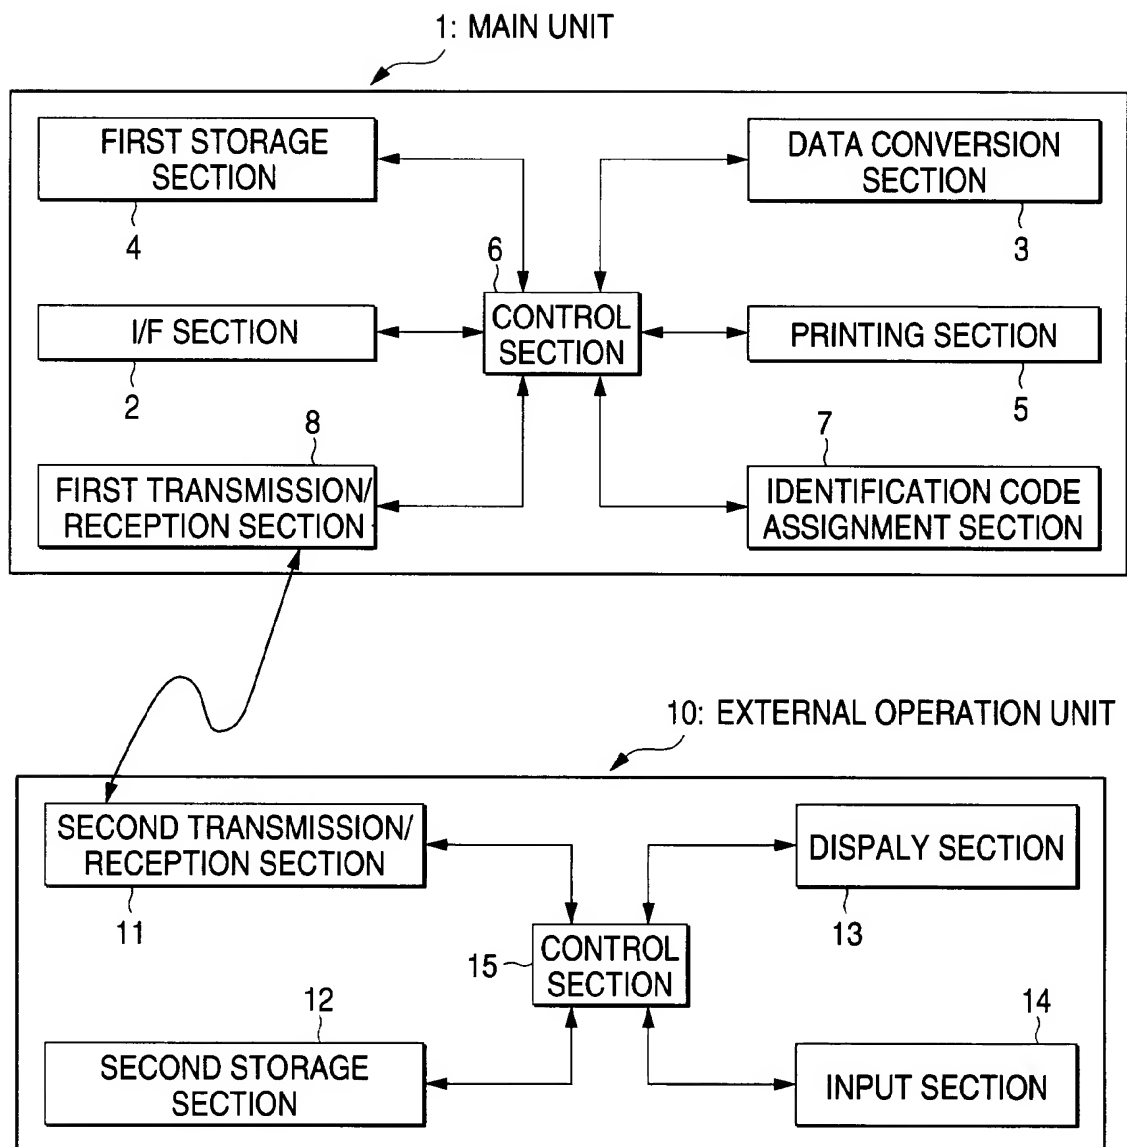 1: MAIN UNIT
FIRST STORAGE
SECTION
4
DATA CONVERSION
SECTION
3
6
CONTROL
SECTION
I/F SECTION
2
PRINTING SECTION
5
8
FIRST TRANSMISSION/
RECEPTION SECTION
7
IDENTIFICATION CODE
ASSIGNMENT SECTION
10: EXTERNAL OPERATION UNIT
SECOND TRANSMISSION/
RECEPTION SECTION
11
DISPALY SECTION
13
15
CONTROL
SECTION
12
SECOND STORAGE
SECTION
14
INPUT SECTION